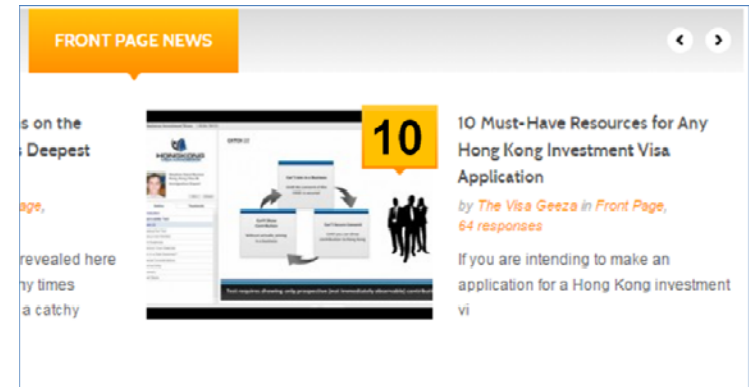 FRONT PAGE NEWS
s on the
s Deepest
age,
revealed here
ny times
a catchy
HONGKONG
10
10 Must-Have Resources for Any
Hong Kong Investment Visa
Application
by The Visa Geeza in Front Page,
64 responses
If you are intending to make an
application for a Hong Kong investment
vi